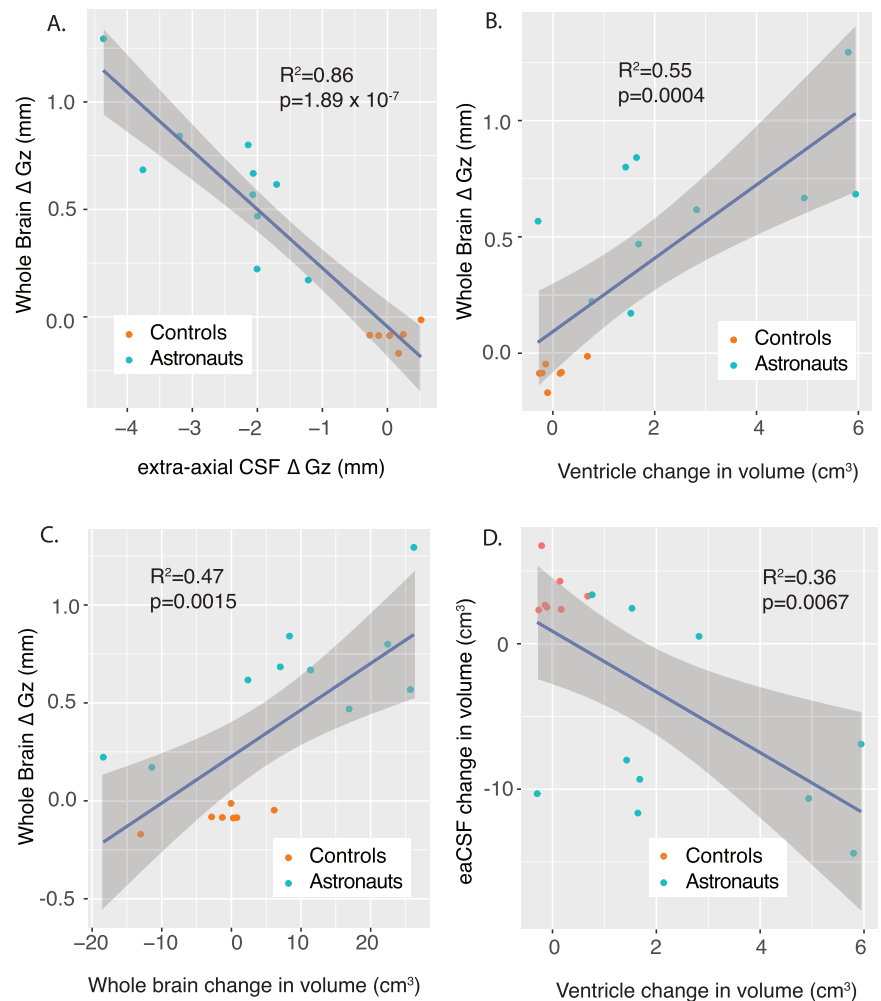 A.
R²=0.86
p=1.89 x 10⁻⁷
Whole Brain Δ Gz (mm)
1.0
0.5
0.0
Controls
Astronauts
−4 −3 −2 −1 0
extra-axial CSF Δ Gz (mm)
B.
R²=0.55
p=0.0004
Whole Brain Δ Gz (mm)
1.0
0.5
0.0
Controls
Astronauts
0 2 4 6
Ventricle change in volume (cm³)
C.
R²=0.47
p=0.0015
Whole Brain Δ Gz (mm)
1.0
0.5
0.0
-0.5
Controls
Astronauts
−20 −10 0 10 20
Whole brain change in volume (cm³)
D.
R²=0.36
p=0.0067
eaCSF change in volume (cm³)
0
-10
Controls
Astronauts
0 2 4 6
Ventricle change in volume (cm³)